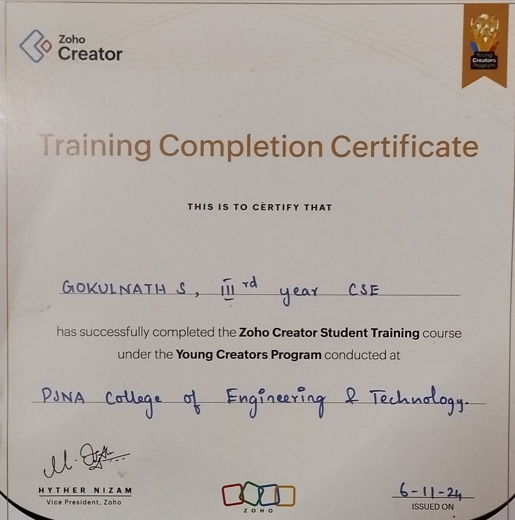 Zoho
Creator
Young
Creators
Program
Training Completion Certificate
THIS IS TO CERTIFY THAT
GOKULNATH S, III rd year CSE
has successfully completed the Zoho Creator Student Training course
under the Young Creators Program conducted at
PJNA College of Engineering & Technology.
HYTHER NIZAM
Vice President, Zoho
ZOHO
6-11-24
ISSUED ON